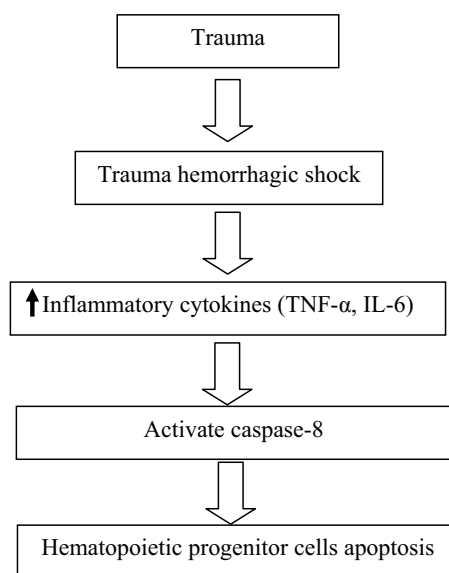 Trauma
Trauma hemorrhagic shock
Inflammatory cytokines (TNF-α, IL-6)
Activate caspase-8
Hematopoietic progenitor cells apoptosis